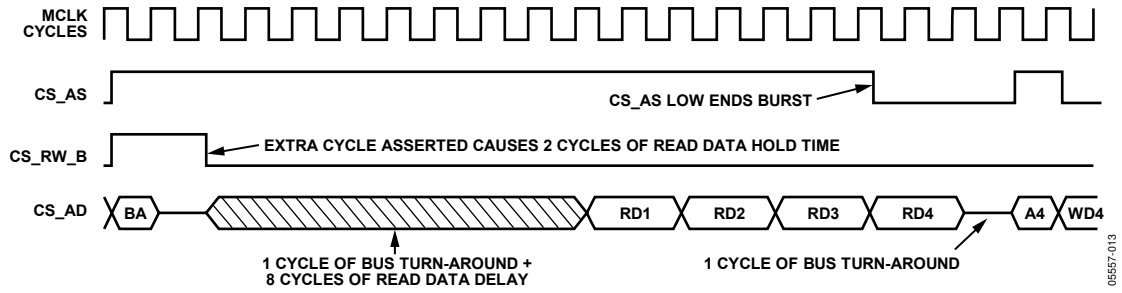 MCLK
CYCLES
CS_AS
CS_AS LOW ENDS BURST
CS_RW_B
EXTRA CYCLE ASSERTED CAUSES 2 CYCLES OF READ DATA HOLD TIME
CS_AD
BA
RD1
RD2
RD3
RD4
A4
WD4
1 CYCLE OF BUS TURN-AROUND +
8 CYCLES OF READ DATA DELAY
1 CYCLE OF BUS TURN-AROUND
05557-013